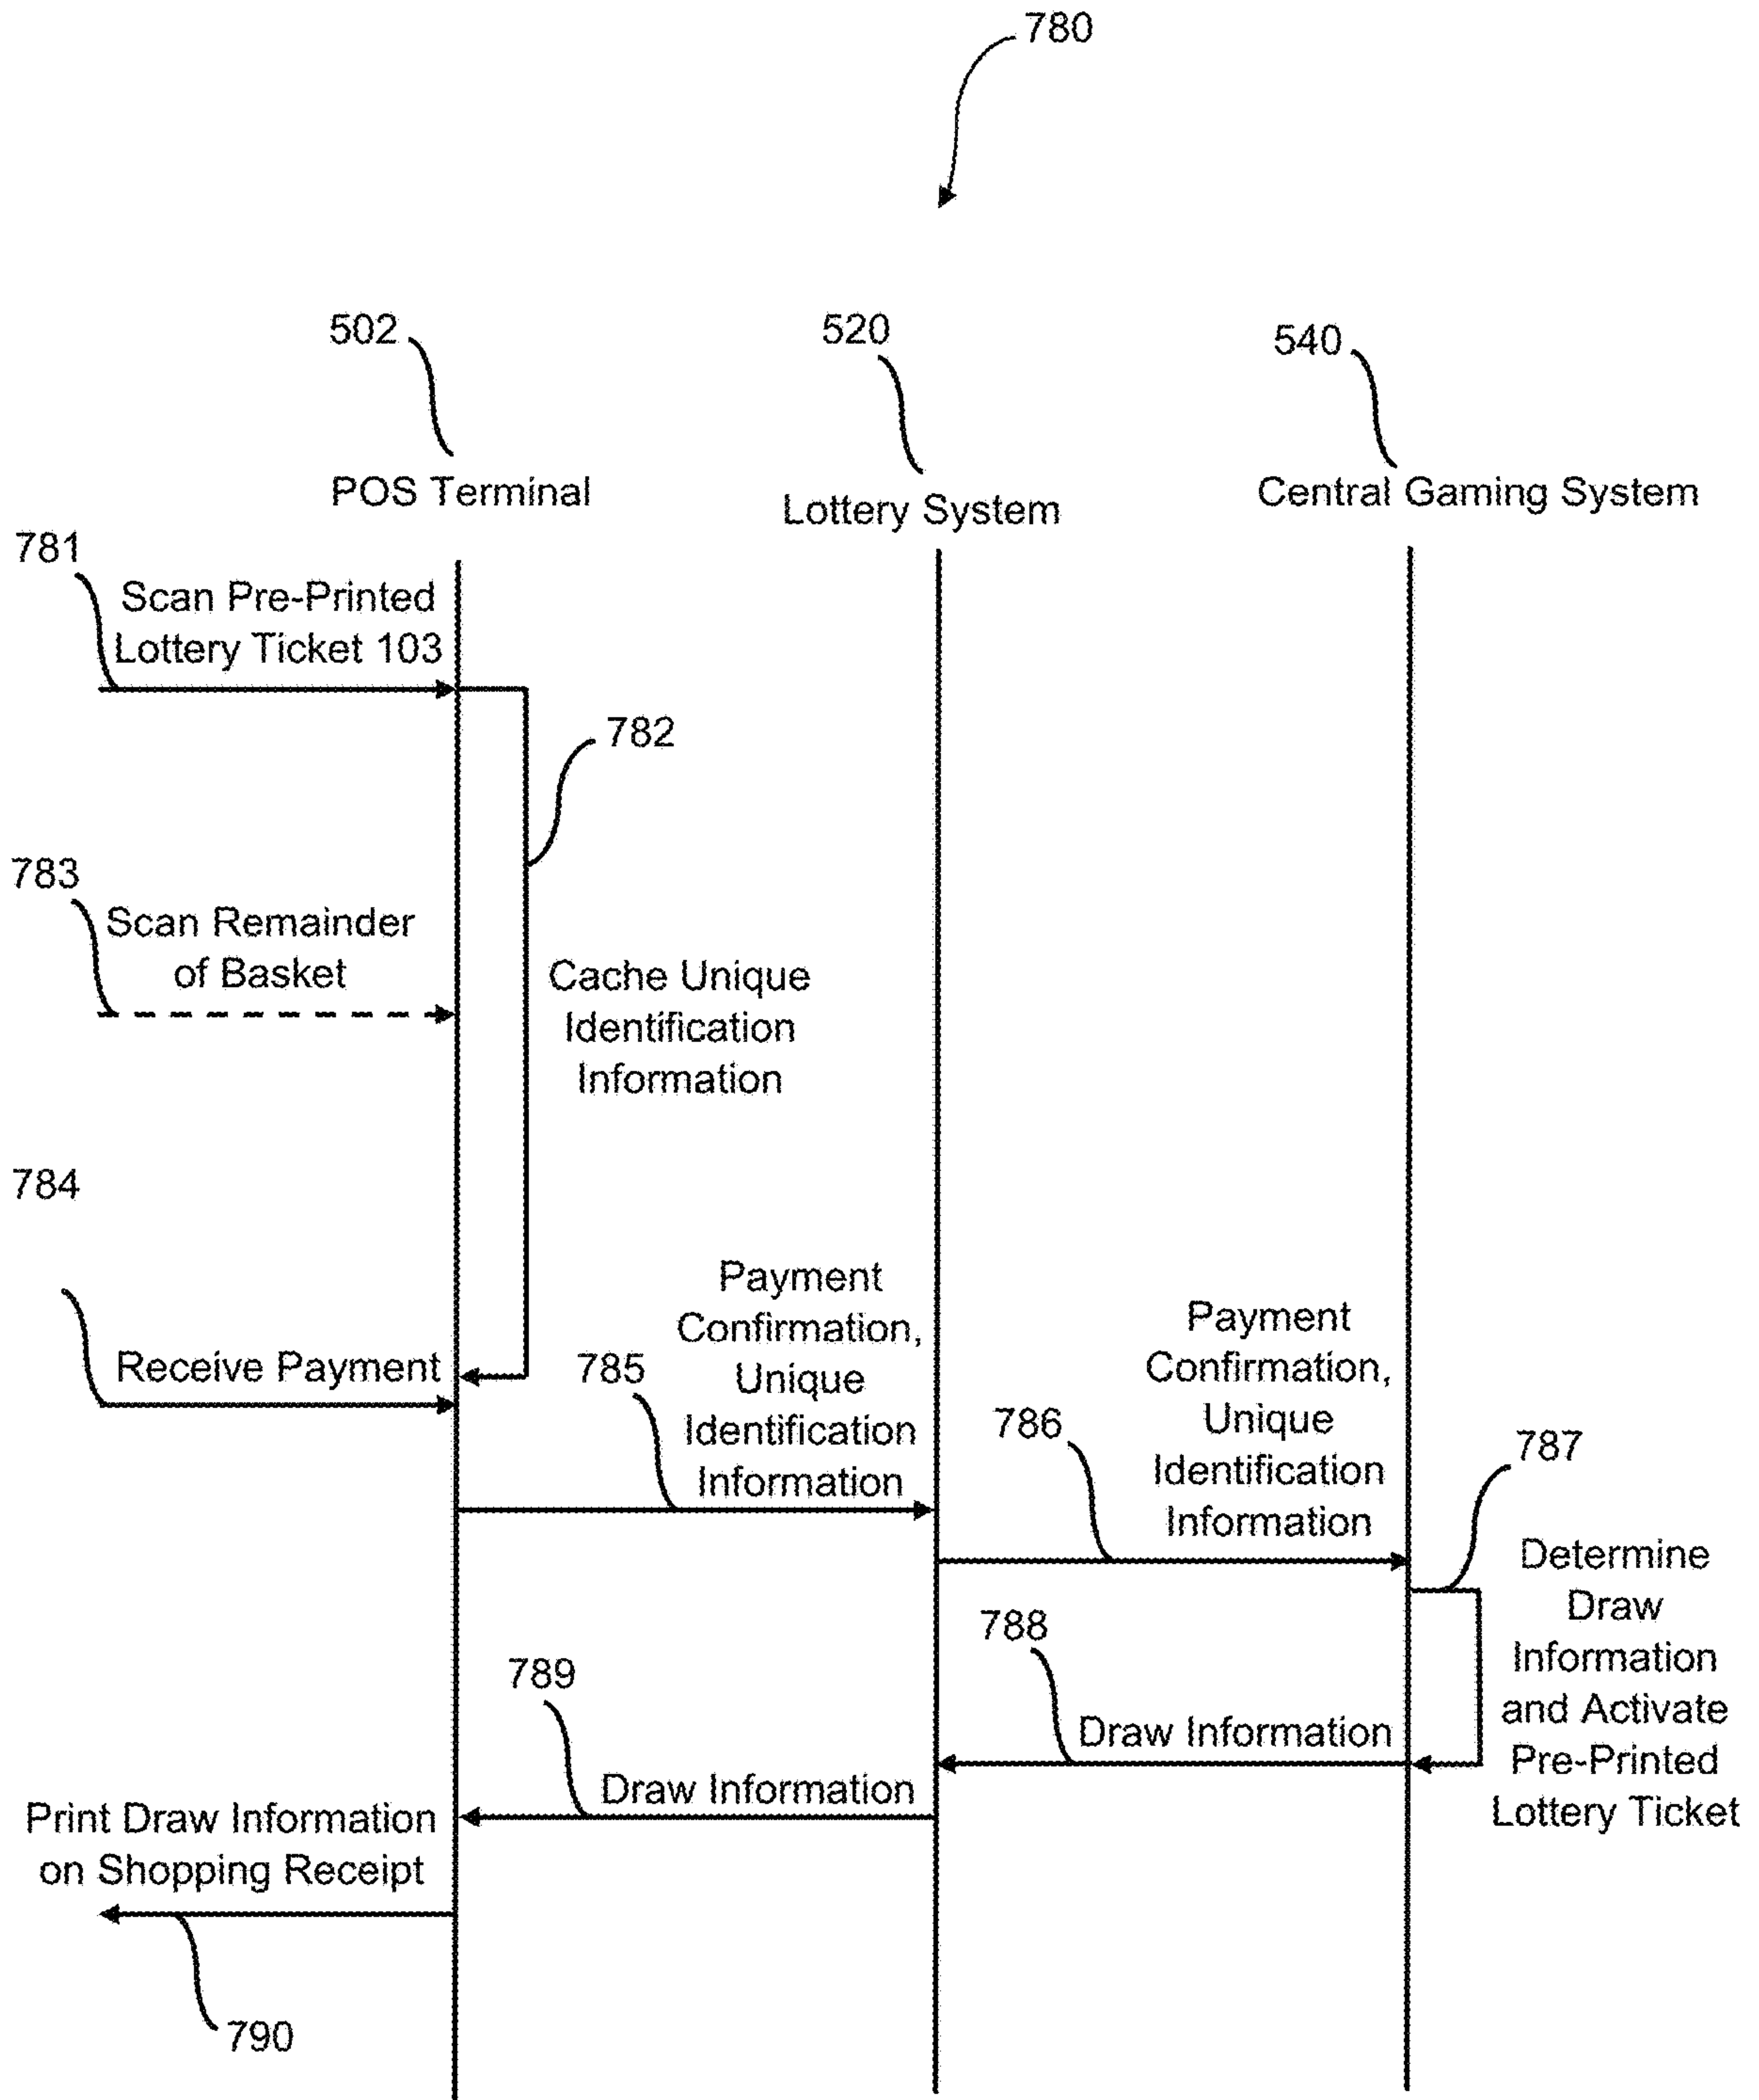 780
502
520
540
POS Terminal
Lottery System
Central Gaming System
781
Scan Pre-Printed
Lottery Ticket 103
782
783
Scan Remainder
of Basket
Cache Unique
Identification
Information
784
Receive Payment
785
Payment
Confirmation,
Unique
Identification
Information
786
Payment
Confirmation,
Unique
Identification
Information
787
Determine
Draw
Information
and Activate
Pre-Printed
Lottery Ticket
788
Draw Information
789
Draw Information
Print Draw Information
on Shopping Receipt
790